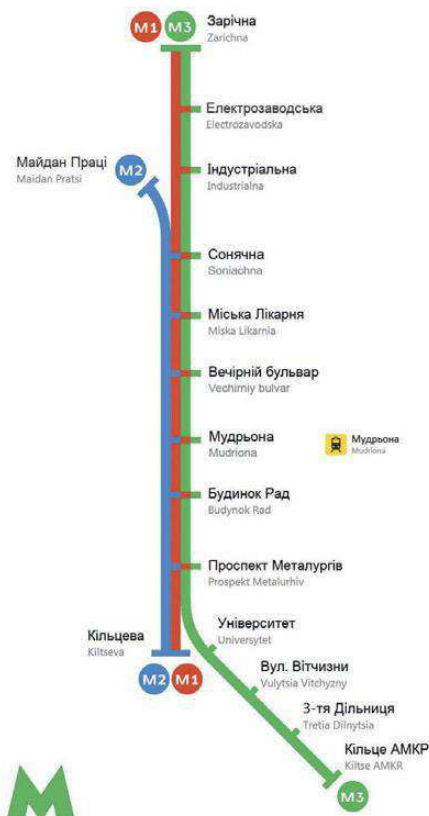 M1 M3 Зарічна
Zarichna
Електрозаводська
Electrozavodska
Майдан Праці M2
Maidan Pratsi
Індустріальна
Industrialna
Сонячна
Soniachna
Міська Лікарня
Miska Likarnia
Вечірній бульвар
Vechirniy bulvar
Мудрьона
Mudriona
Мудрьона
Mudriona
Будинок Рад
Budynok Rad
Проспект Металургів
Prospekt Metalurhiv
Університет
Universytet
Кільцева
Kiltseva
M2 M1
Вул. Вітчизни
Vulytsia Vitchyzny
3-тя Дільниця
Tretia Dilnytsia
Кільце АМКР
Kiltse AMKR
M3
M